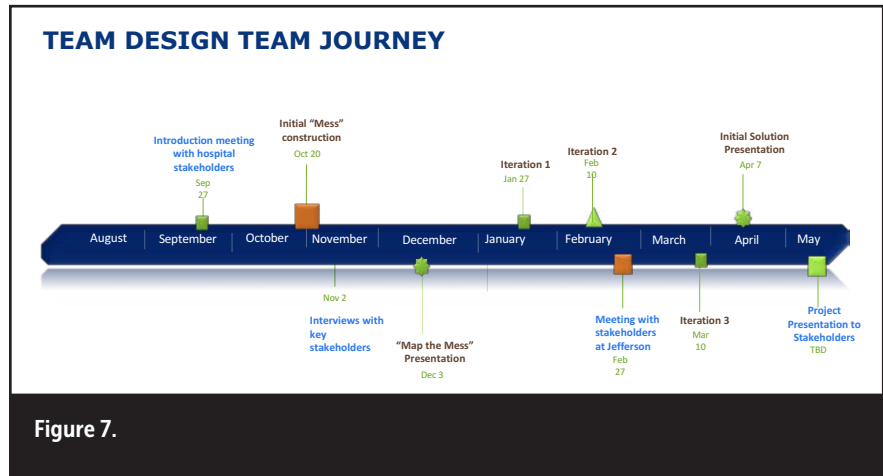 TEAM DESIGN TEAM JOURNEY
Introduction meeting
with hospital
stakeholders
Sep
27
Initial “Mess”
construction
Oct 20
Iteration 1
Jan 27
Iteration 2
Feb
10
Initial Solution
Presentation
Apr 7
August
September
October
November
December
January
February
March
April
May
Nov 2
Interviews with
key
stakeholders
“Map the Mess”
Presentation
Dec 3
Meeting with
stakeholders
at Jefferson
Feb
27
Iteration 3
Mar
10
Project
Presentation to
Stakeholders
TBD
Figure 7.